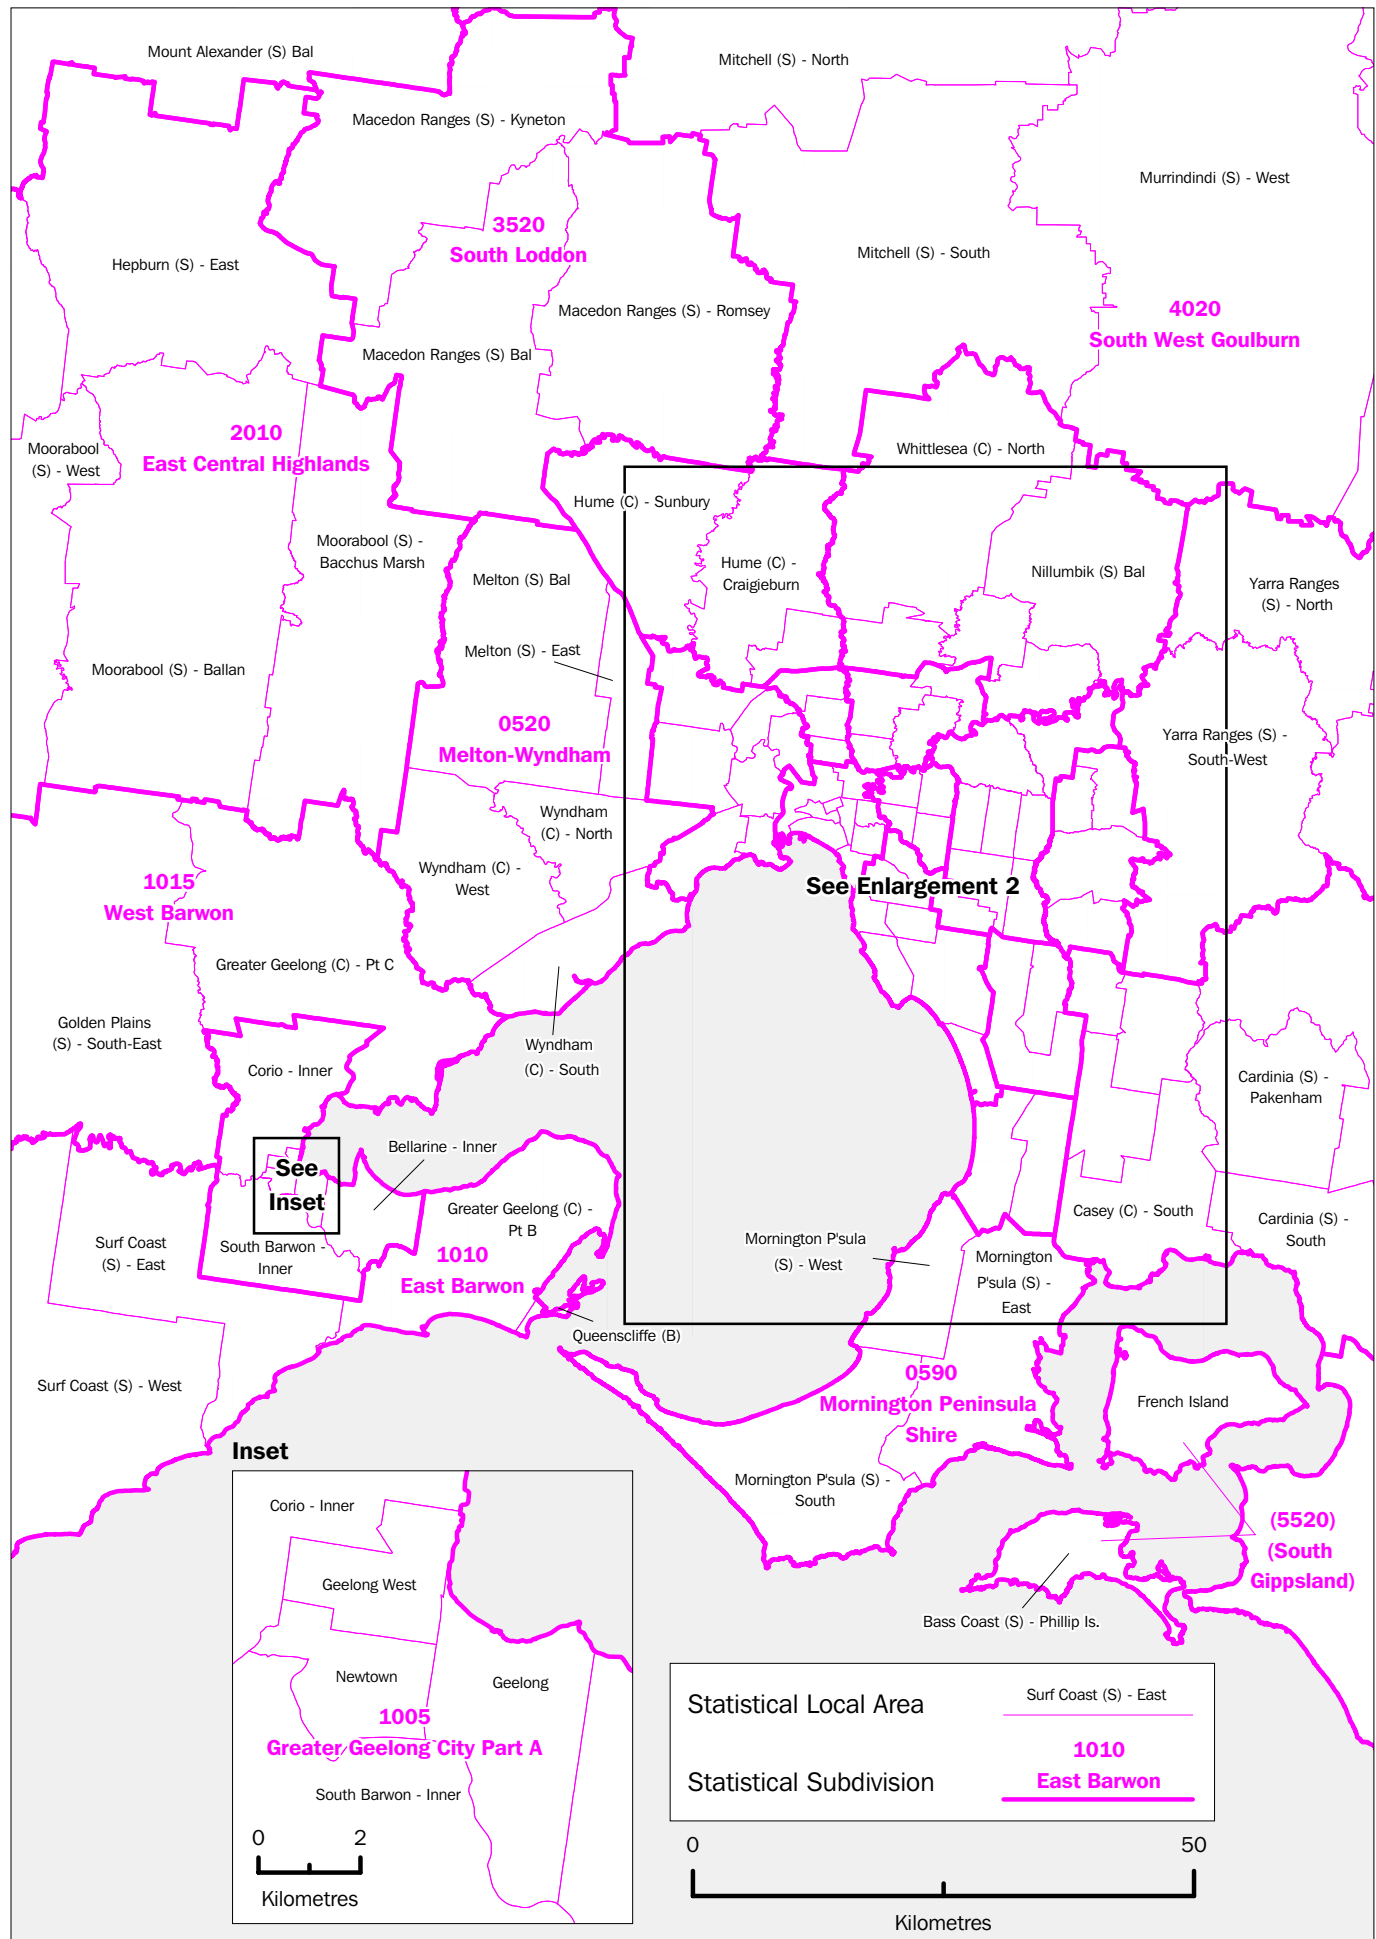 Mount Alexander (S) Bal
Mitchell (S) - North
Macedon Ranges (S) - Kyneton
Murrindindi (S) - West
3520
South Loddon
Hepburn (S) - East
Mitchell (S) - South
Macedon Ranges (S) - Romsey
4020
South West Goulburn
Macedon Ranges (S) Bal
2010
East Central Highlands
Moorabool
(S) - West
Whittlesea (C) - North
Hume (C) - Sunbury
Moorabool (S) -
Bacchus Marsh
Melton (S) Bal
Hume (C) -
Craigieburn
Nillumbik (S) Bal
Yarra Ranges
(S) - North
Melton (S) - East
Moorabool (S) - Ballan
0520
Melton-Wyndham
Yarra Ranges (S) -
South-West
Wyndham
(C) - North
Wyndham (C) -
West
1015
West Barwon
See Enlargement 2
Greater Geelong (C) - Pt C
Golden Plains
(S) - South-East
Wyndham
(C) - South
Corio - Inner
Cardinia (S) -
Pakenham
Bellarine - Inner
See
Inset
Greater Geelong (C) -
Pt B
Casey (C) - South
Cardinia (S) -
South
Surf Coast
(S) - East
South Barwon -
Inner
1010
East Barwon
Mornington P'sula
(S) - West
Mornington
P'sula (S) -
East
Queenscliffe (B)
Surf Coast (S) - West
0590
Mornington Peninsula
Shire
French Island
Inset
Mornington P'sula (S) -
South
Corio - Inner
(5520)
(South
Gippsland)
Geelong West
Bass Coast (S) - Phillip Is.
Newtown
Geelong
1005
Greater Geelong City Part A
South Barwon - Inner
0 2
Kilometres
Statistical Local Area
Surf Coast (S) - East
Statistical Subdivision
1010
East Barwon
0 50
Kilometres